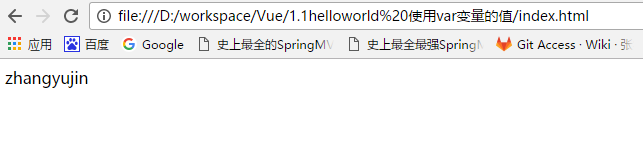 file:///D:/workspace/Vue/1.1helloworld%20使用var变量的值/index.html
应用 百度 Google 史上最全的SpringM 史上最全最强Spring Git Access · Wiki · 张
zhangyujin